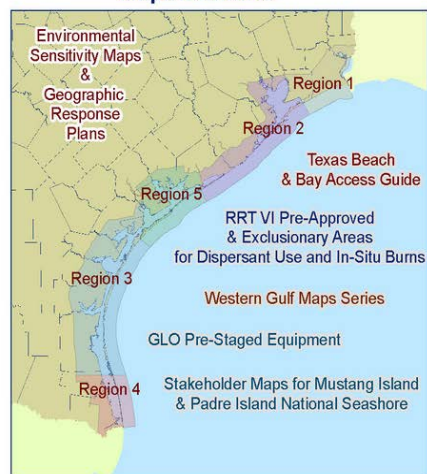 Environmental
Sensitivity Maps
&
Geographic
Response
Plans
Region 1
Region 2
Texas Beach
& Bay Access Guide
Region 5
RRT VI Pre-Approved
& Exclusionary Areas
for Dispersant Use and In-Situ Burns
Region 3
Western Gulf Maps Series
GLO Pre-Staged Equipment
Region 4
Stakeholder Maps for Mustang Island
& Padre Island National Seashore